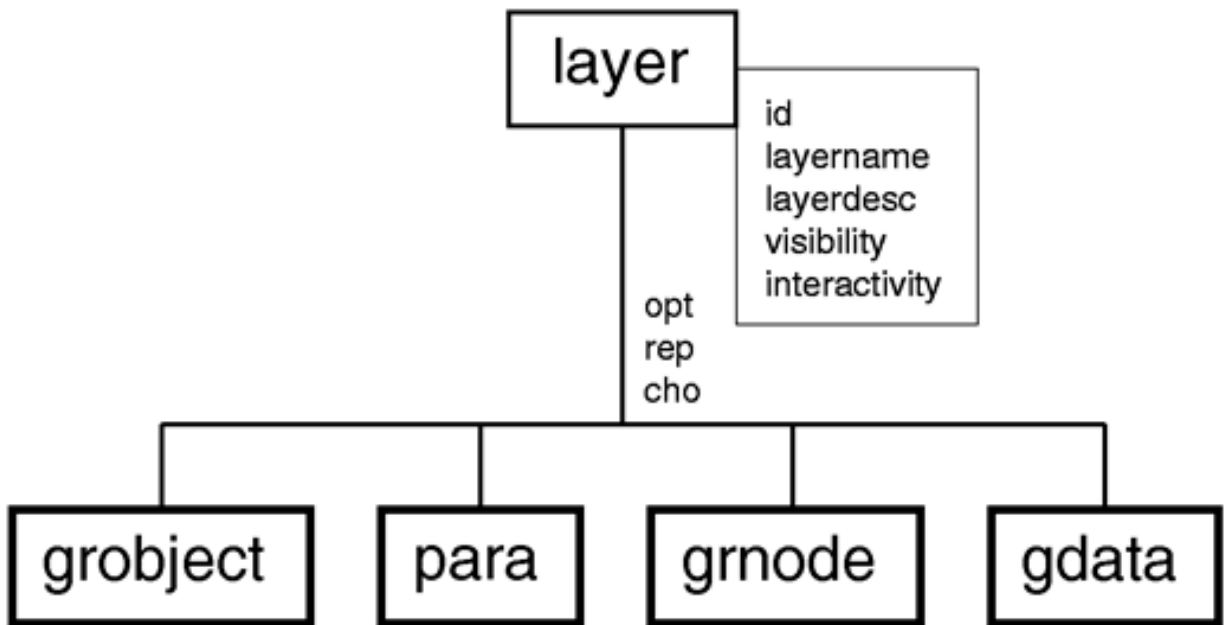 layer
id
layername
layerdesc
visibility
interactivity
opt
rep
cho
grobject
para
grnode
gdata